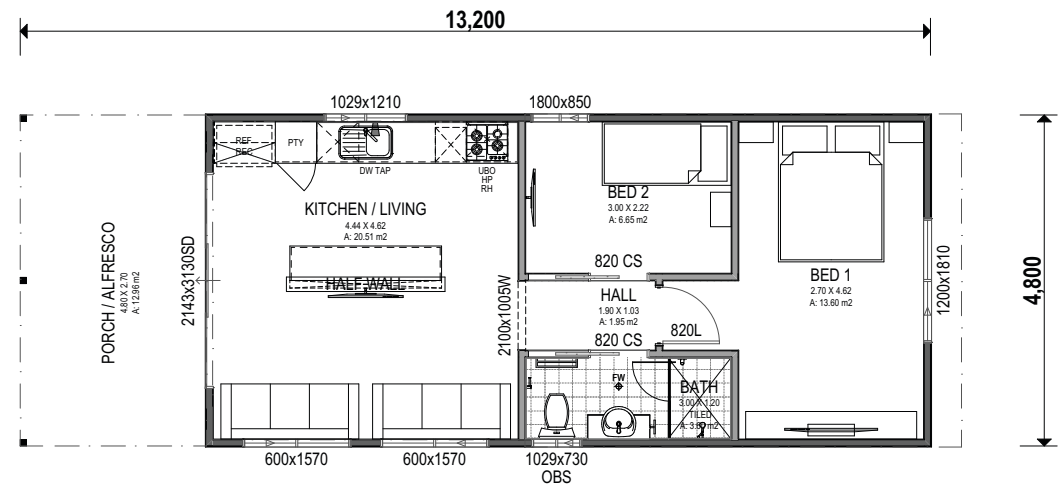 13,200
1029x1210
1800x850
REF
REC
PTY
DW TAP
UBO
HP
RH
KITCHEN / LIVING
4.44 X 4.62
A: 20.51 m2
BED 2
3.00 X 2.22
A: 6.65 m2
PORCH / ALFRESCO
4.80 X 2.70
A: 12.96 m2
2143x3130SD
HALF WALL
2100x1005W
820 CS
HALL
1.90 X 1.03
A: 1.95 m2
820 CS
820L
BED 1
2.70 X 4.62
A: 13.60 m2
1200x1810
4,800
FW
BATH
3.00 X 1.20
TILED
600x1570
600x1570
1029x730
OBS